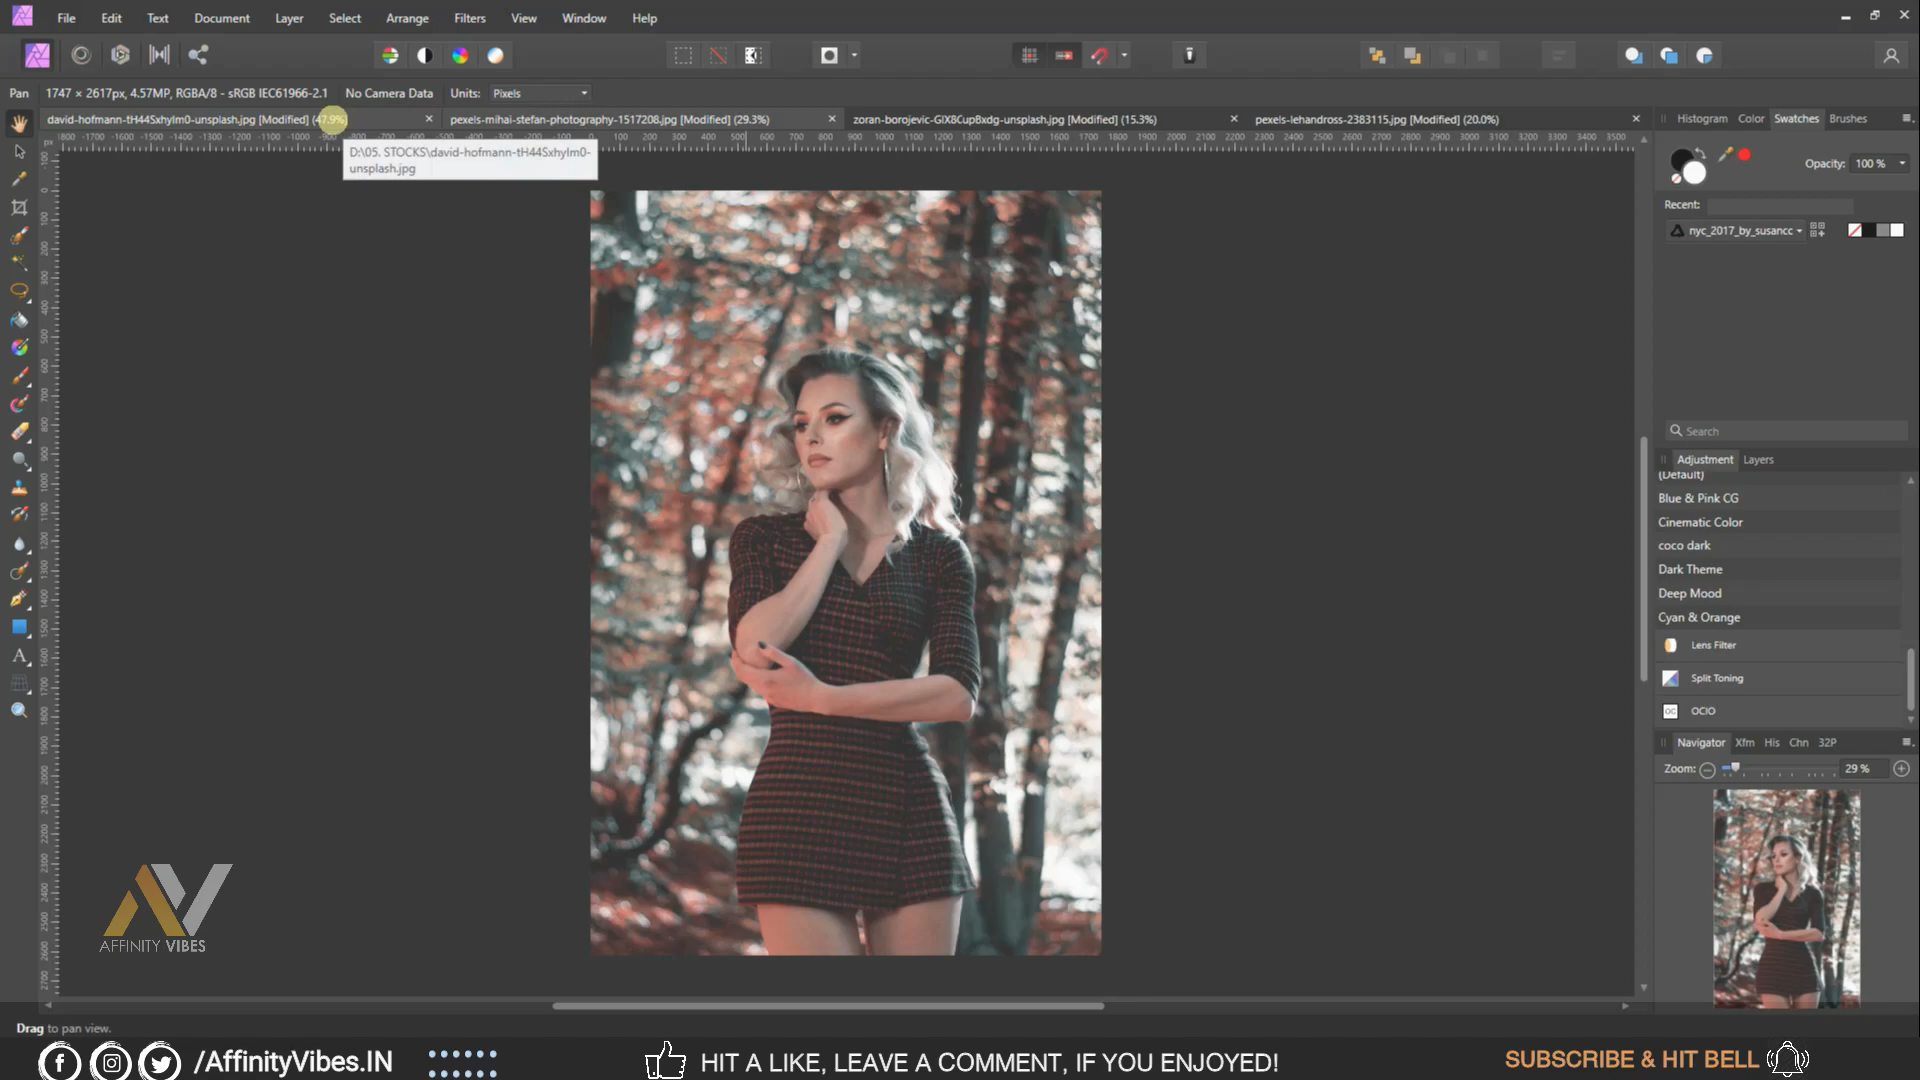 File Edit Text Document Layer Select Arrange Filters View Window Help
Pan 1747 × 2617px, 4.57MP, RGBA/8 - sRGB IEC61966-2.1 No Camera Data Units: Pixels
david-hofmann-tH44Sxhylm0-unsplash.jpg [Modified] (47.9%)
pexels-mihai-stefan-photography-1517208.jpg [Modified] (29.3%)
zoran-borojevic-GlX8CupBxdg-unsplash.jpg [Modified] (15.3%)
pexels-lehandross-2383115.jpg [Modified] (20.0%)
px
D:\05. STOCKS\david-hofmann-tH44Sxhylm0-
unsplash.jpg
Histogram Color Swatches Brushes
Opacity: 100 %
Recent:
nyc_2017_by_susancc
Search
Adjustment Layers
(Default)
Blue & Pink CG
Cinematic Color
coco dark
Dark Theme
Deep Mood
Cyan & Orange
Lens Filter
Split Toning
OCIO
Navigator Xfm His Chn 32P
Zoom: 29 %
AFFINITY VIBES
Drag to pan view.
/AffinityVibes.IN
HIT A LIKE, LEAVE A COMMENT, IF YOU ENJOYED!
SUBSCRIBE & HIT BELL